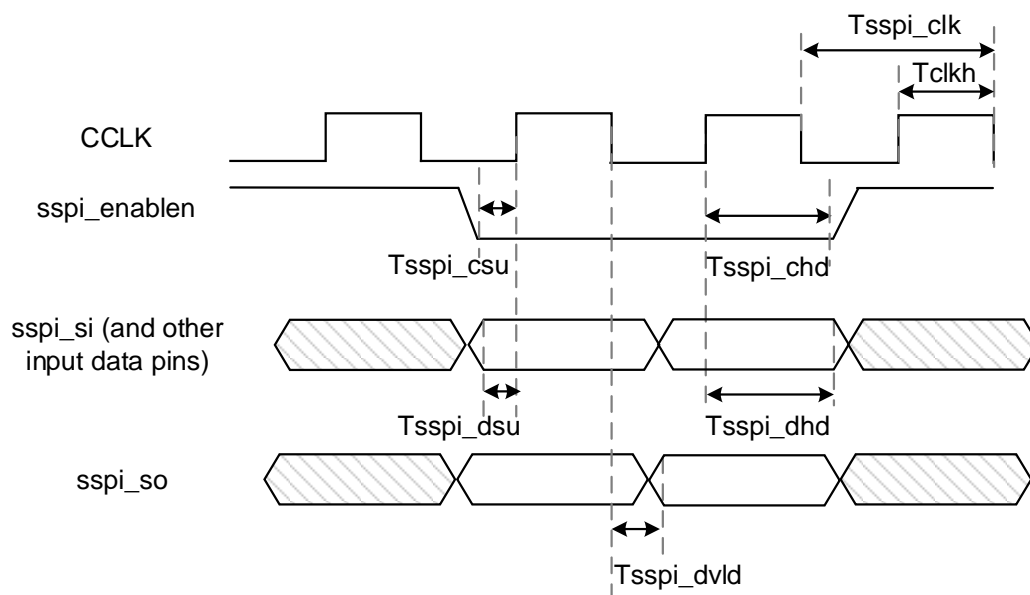 Tsspi_clk
Tclkh
CCLK
sspi_enablen
Tsspi_csu
Tsspi_chd
sspi_si (and other
input data pins)
Tsspi_dsu
Tsspi_dhd
sspi_so
Tsspi_dvld